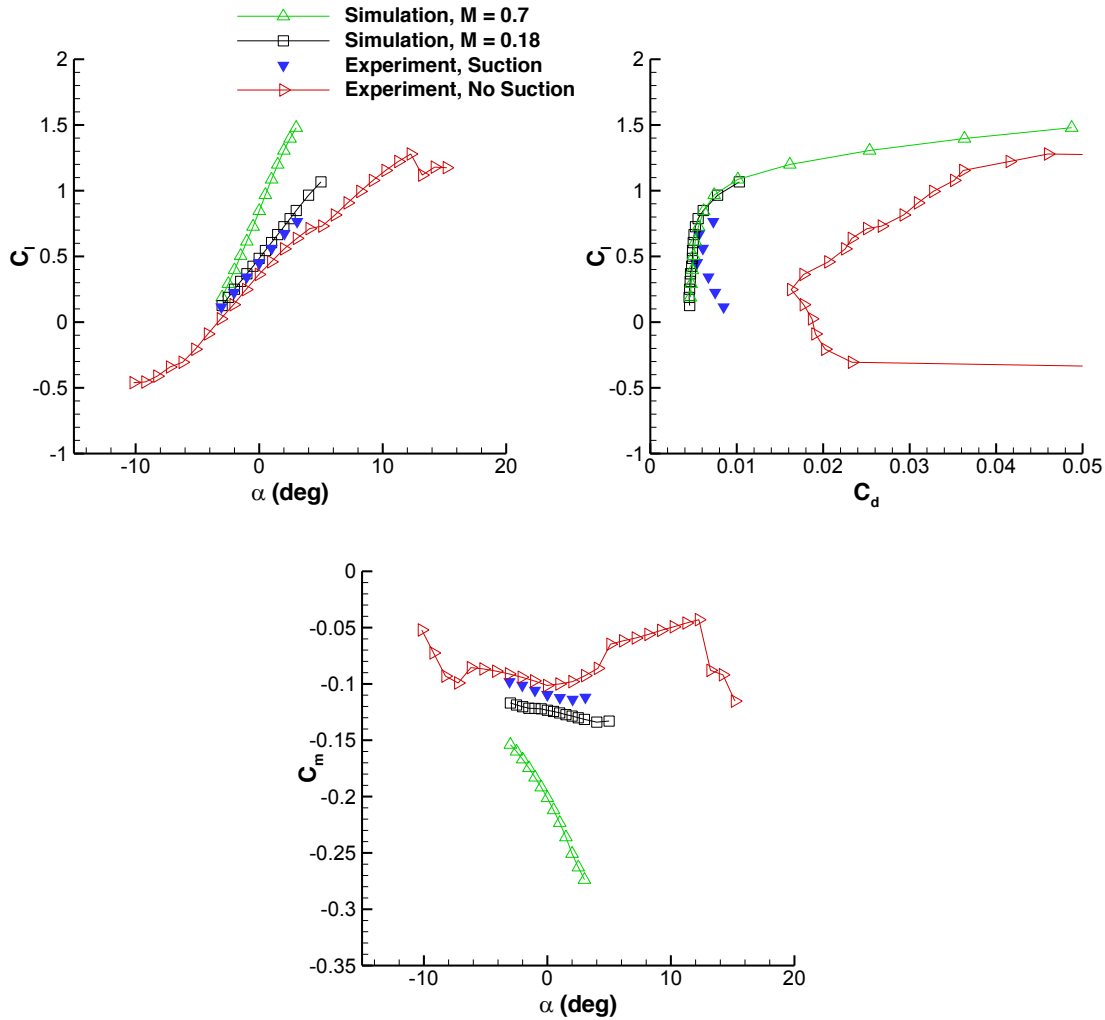 Simulation, M = 0.7
Simulation, M = 0.18
Experiment, Suction
Experiment, No Suction
2
1.5
1
0.5
0
-0.5
-1
C_l
-10 0 10 20
α (deg)
2
1.5
1
0.5
0
-0.5
-1
C_l
0 0.01 0.02 0.03 0.04 0.05
C_d
0
-0.05
-0.1
-0.15
-0.2
-0.25
-0.3
-0.35
C_m
-10 0 10 20
α (deg)